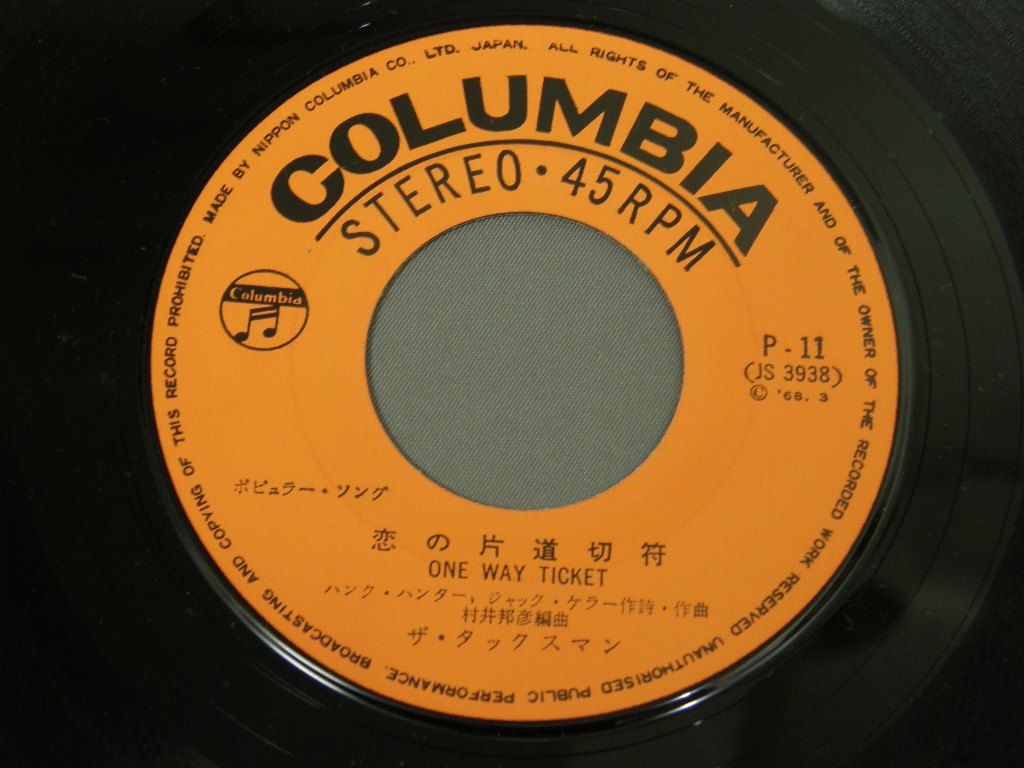 MADE BY NIPPON COLUMBIA CO., LTD. JAPAN. ALL RIGHTS OF THE MANUFACTURER AND OF THE OWNER OF THE RECORDED WORK RESERVED UNAUTHORISED PUBLIC PERFORMANCE. BROADCASTING AND COPYING OF THIS RECORD PROHIBITED.
COLUMBIA
STEREO・45RPM
Columbia
P-11
(JS 3938)
© '68. 3
ポピュラー・ソング
恋の片道切符
ONE WAY TICKET
ハンク・ハンター, ジャック・ケラー作詩・作曲
村井邦彦編曲
ザ・タックスマン